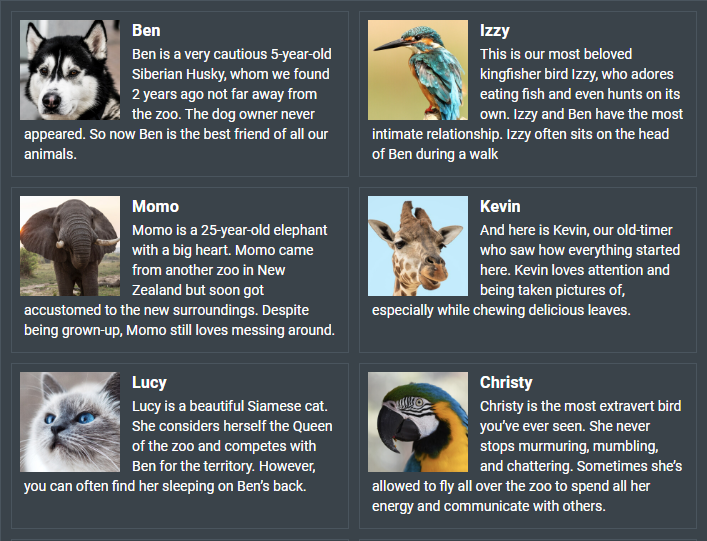 Ben
Ben is a very cautious 5-year-old
Siberian Husky, whom we found
2 years ago not far away from
the zoo. The dog owner never
appeared. So now Ben is the best friend of all our
animals.
Izzy
This is our most beloved
kingfisher bird Izzy, who adores
eating fish and even hunts on its
own. Izzy and Ben have the most
intimate relationship. Izzy often sits on the head
of Ben during a walk
Momo
Momo is a 25-year-old elephant
with a big heart. Momo came
from another zoo in New
Zealand but soon got
accustomed to the new surroundings. Despite
being grown-up, Momo still loves messing around.
Kevin
And here is Kevin, our old-timer
who saw how everything started
here. Kevin loves attention and
being taken pictures of,
especially while chewing delicious leaves.
Lucy
Lucy is a beautiful Siamese cat.
She considers herself the Queen
of the zoo and competes with
Ben for the territory. However,
you can often find her sleeping on Ben’s back.
Christy
Christy is the most extravert bird
you’ve ever seen. She never
stops murmuring, mumbling,
and chattering. Sometimes she’s
allowed to fly all over the zoo to spend all her
energy and communicate with others.